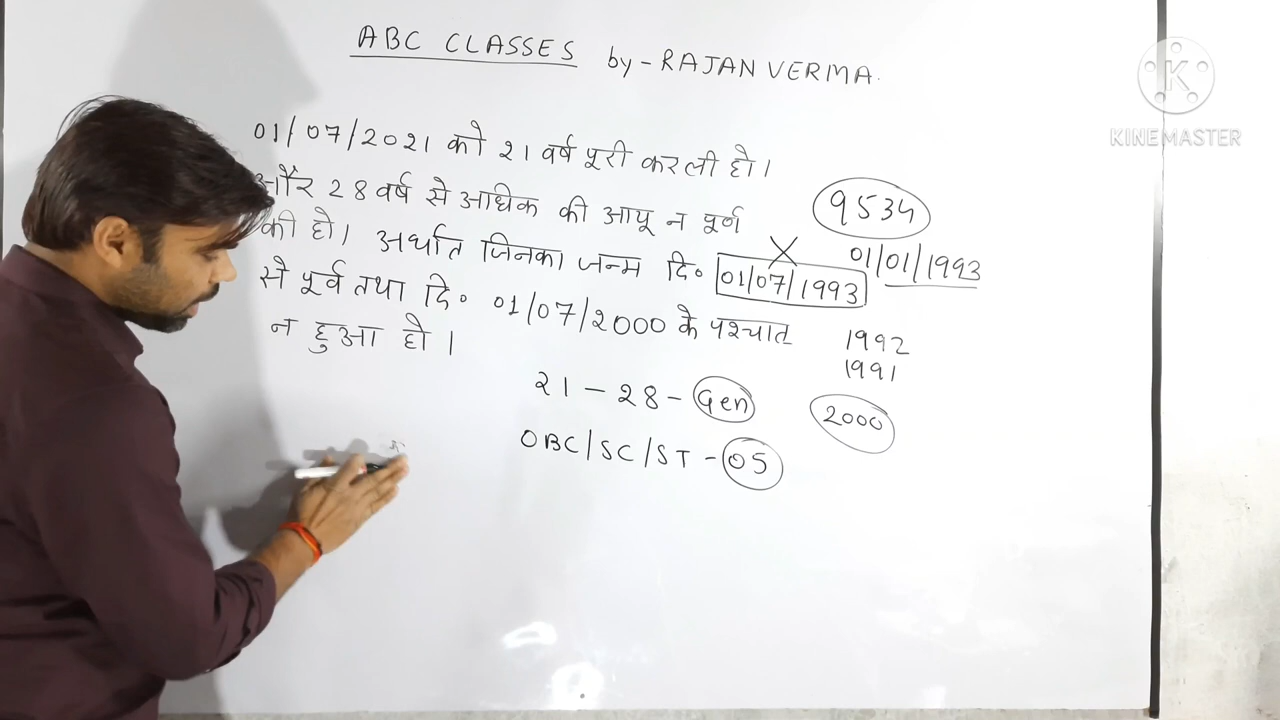 ABC CLASSES by - RAJAN VERMA.
KINEMASTER
01/07/2021 को 21 वर्ष पूरी कर ली हो।
और 28 वर्ष से अधिक की आयू न पूर्ण
की हो। अर्थात जिनका जन्म दि॰ 01/07/1993
से पूर्व तथा दि॰ 01/07/2000 के पश्चात
न हुआ हो।
9534
01/01/1993
1992
1991
21 - 28 - Gen
2000
OBC/SC/ST - 05